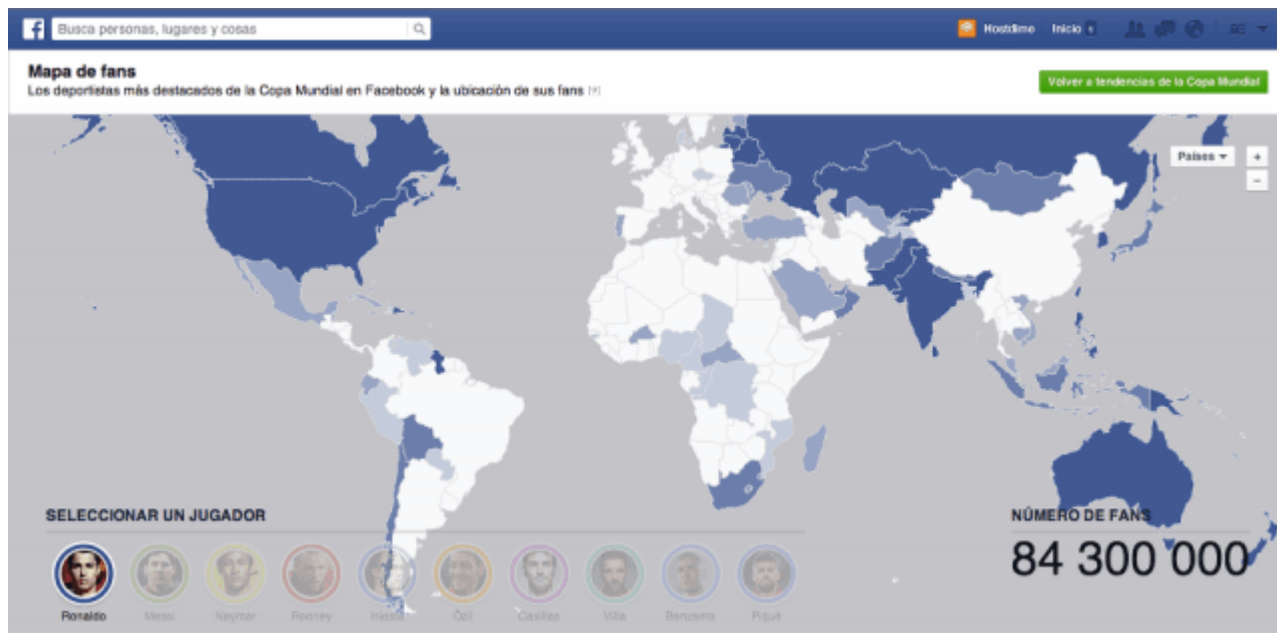 f
Busca personas, lugares y cosas
Hostdime
Inicio
Mapa de fans
Los deportistas más destacados de la Copa Mundial en Facebook y la ubicación de sus fans [?]
Volver a tendencias de la Copa Mundial
Países
+
−
SELECCIONAR UN JUGADOR
NÚMERO DE FANS
84 300 000
Ronaldo Messi Neymar Rooney Iniesta Özil Casillas Villa Benzema Piqué